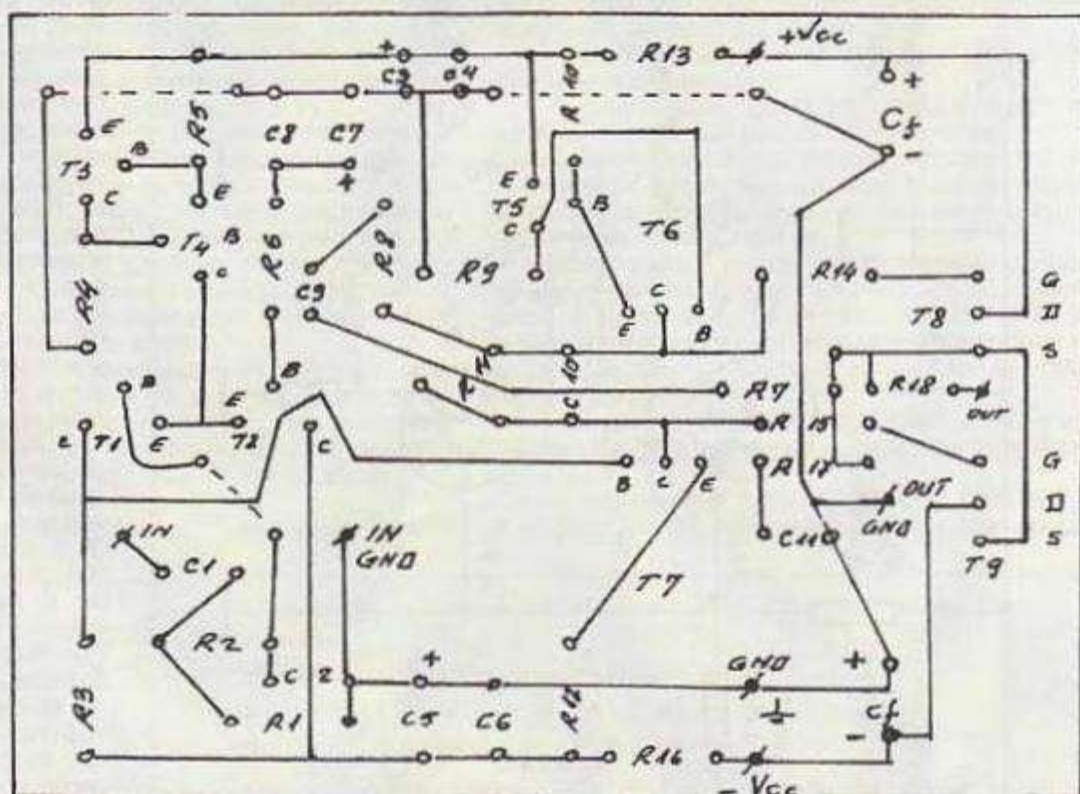 +Vcc
+ C3 C4 R10 R13
R5 +
E C8 C7 Cf
B
T3 + -
C E E B
T5
T4 B R6 R8 C T6
C
R4 C9 R9 R14 G
E C B T8 D
R11 S
B B C10 R7 R18
OUT
C T1 E E T2 C R 15
B C E R 17 G
IN IN OUT D
GND GND
C1 C11 S
T7 T9
R2
C 2 + GND +
R3 R1 C5 C6 R12 Cf
-
R16
- Vcc